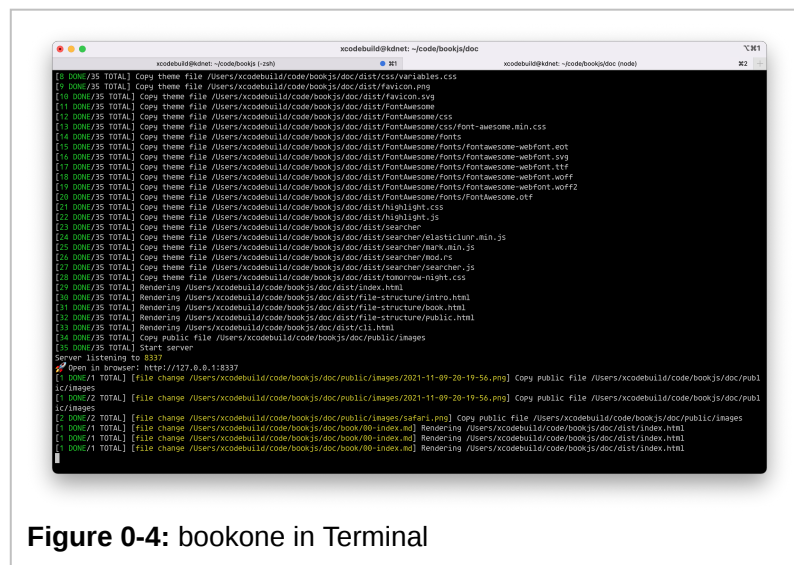 xcodebuild@kdnet: ~/code/bookjs/doc
⌥⌘1
xcodebuild@kdnet: ~/code/bookjs (-zsh)
⌘1
xcodebuild@kdnet: ~/code/bookjs/doc (node)
⌘2
+
[8 DONE/35 TOTAL] Copy theme file /Users/xcodebuild/code/bookjs/doc/dist/css/variables.css
[9 DONE/35 TOTAL] Copy theme file /Users/xcodebuild/code/bookjs/doc/dist/favicon.png
[10 DONE/35 TOTAL] Copy theme file /Users/xcodebuild/code/bookjs/doc/dist/favicon.svg
[11 DONE/35 TOTAL] Copy theme file /Users/xcodebuild/code/bookjs/doc/dist/FontAwesome
[12 DONE/35 TOTAL] Copy theme file /Users/xcodebuild/code/bookjs/doc/dist/FontAwesome/css
[13 DONE/35 TOTAL] Copy theme file /Users/xcodebuild/code/bookjs/doc/dist/FontAwesome/css/font-awesome.min.css
[14 DONE/35 TOTAL] Copy theme file /Users/xcodebuild/code/bookjs/doc/dist/FontAwesome/fonts
[15 DONE/35 TOTAL] Copy theme file /Users/xcodebuild/code/bookjs/doc/dist/FontAwesome/fonts/fontawesome-webfont.eot
[16 DONE/35 TOTAL] Copy theme file /Users/xcodebuild/code/bookjs/doc/dist/FontAwesome/fonts/fontawesome-webfont.svg
[17 DONE/35 TOTAL] Copy theme file /Users/xcodebuild/code/bookjs/doc/dist/FontAwesome/fonts/fontawesome-webfont.ttf
[18 DONE/35 TOTAL] Copy theme file /Users/xcodebuild/code/bookjs/doc/dist/FontAwesome/fonts/fontawesome-webfont.woff
[19 DONE/35 TOTAL] Copy theme file /Users/xcodebuild/code/bookjs/doc/dist/FontAwesome/fonts/fontawesome-webfont.woff2
[20 DONE/35 TOTAL] Copy theme file /Users/xcodebuild/code/bookjs/doc/dist/FontAwesome/fonts/FontAwesome.otf
[21 DONE/35 TOTAL] Copy theme file /Users/xcodebuild/code/bookjs/doc/dist/highlight.css
[22 DONE/35 TOTAL] Copy theme file /Users/xcodebuild/code/bookjs/doc/dist/highlight.js
[23 DONE/35 TOTAL] Copy theme file /Users/xcodebuild/code/bookjs/doc/dist/searcher
[24 DONE/35 TOTAL] Copy theme file /Users/xcodebuild/code/bookjs/doc/dist/searcher/elasticlunr.min.js
[25 DONE/35 TOTAL] Copy theme file /Users/xcodebuild/code/bookjs/doc/dist/searcher/mark.min.js
[26 DONE/35 TOTAL] Copy theme file /Users/xcodebuild/code/bookjs/doc/dist/searcher/mod.rs
[27 DONE/35 TOTAL] Copy theme file /Users/xcodebuild/code/bookjs/doc/dist/searcher/searcher.js
[28 DONE/35 TOTAL] Copy theme file /Users/xcodebuild/code/bookjs/doc/dist/tomorrow-night.css
[29 DONE/35 TOTAL] Rendering /Users/xcodebuild/code/bookjs/doc/dist/index.html
[30 DONE/35 TOTAL] Rendering /Users/xcodebuild/code/bookjs/doc/dist/file-structure/intro.html
[31 DONE/35 TOTAL] Rendering /Users/xcodebuild/code/bookjs/doc/dist/file-structure/book.html
[32 DONE/35 TOTAL] Rendering /Users/xcodebuild/code/bookjs/doc/dist/file-structure/public.html
[33 DONE/35 TOTAL] Rendering /Users/xcodebuild/code/bookjs/doc/dist/cli.html
[34 DONE/35 TOTAL] Copy public file /Users/xcodebuild/code/bookjs/doc/public/images
[35 DONE/35 TOTAL] Start server
Server listening to 8337
🚀 Open in browser: http://127.0.0.1:8337
[1 DONE/1 TOTAL] [file change /Users/xcodebuild/code/bookjs/doc/public/images/2021-11-09-20-19-56.png] Copy public file /Users/xcodebuild/code/bookjs/doc/publ
ic/images
[1 DONE/2 TOTAL] [file change /Users/xcodebuild/code/bookjs/doc/public/images/2021-11-09-20-19-56.png] Copy public file /Users/xcodebuild/code/bookjs/doc/publ
ic/images
[2 DONE/2 TOTAL] [file change /Users/xcodebuild/code/bookjs/doc/public/images/safari.png] Copy public file /Users/xcodebuild/code/bookjs/doc/public/images
[1 DONE/1 TOTAL] [file change /Users/xcodebuild/code/bookjs/doc/book/00-index.md] Rendering /Users/xcodebuild/code/bookjs/doc/dist/index.html
[1 DONE/1 TOTAL] [file change /Users/xcodebuild/code/bookjs/doc/book/00-index.md] Rendering /Users/xcodebuild/code/bookjs/doc/dist/index.html
[1 DONE/1 TOTAL] [file change /Users/xcodebuild/code/bookjs/doc/book/00-index.md] Rendering /Users/xcodebuild/code/bookjs/doc/dist/index.html
Figure 0-4: bookone in Terminal